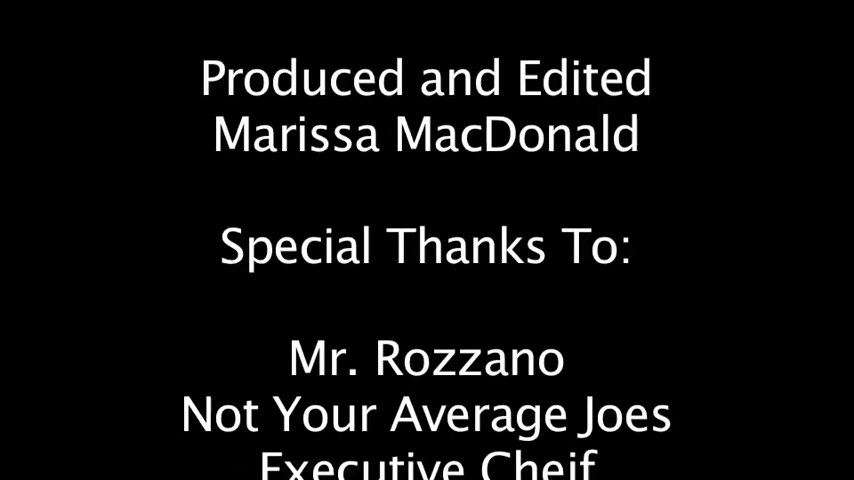 Produced and Edited
Marissa MacDonald
Special Thanks To:
Mr. Rozzano
Not Your Average Joes
Executive Cheif